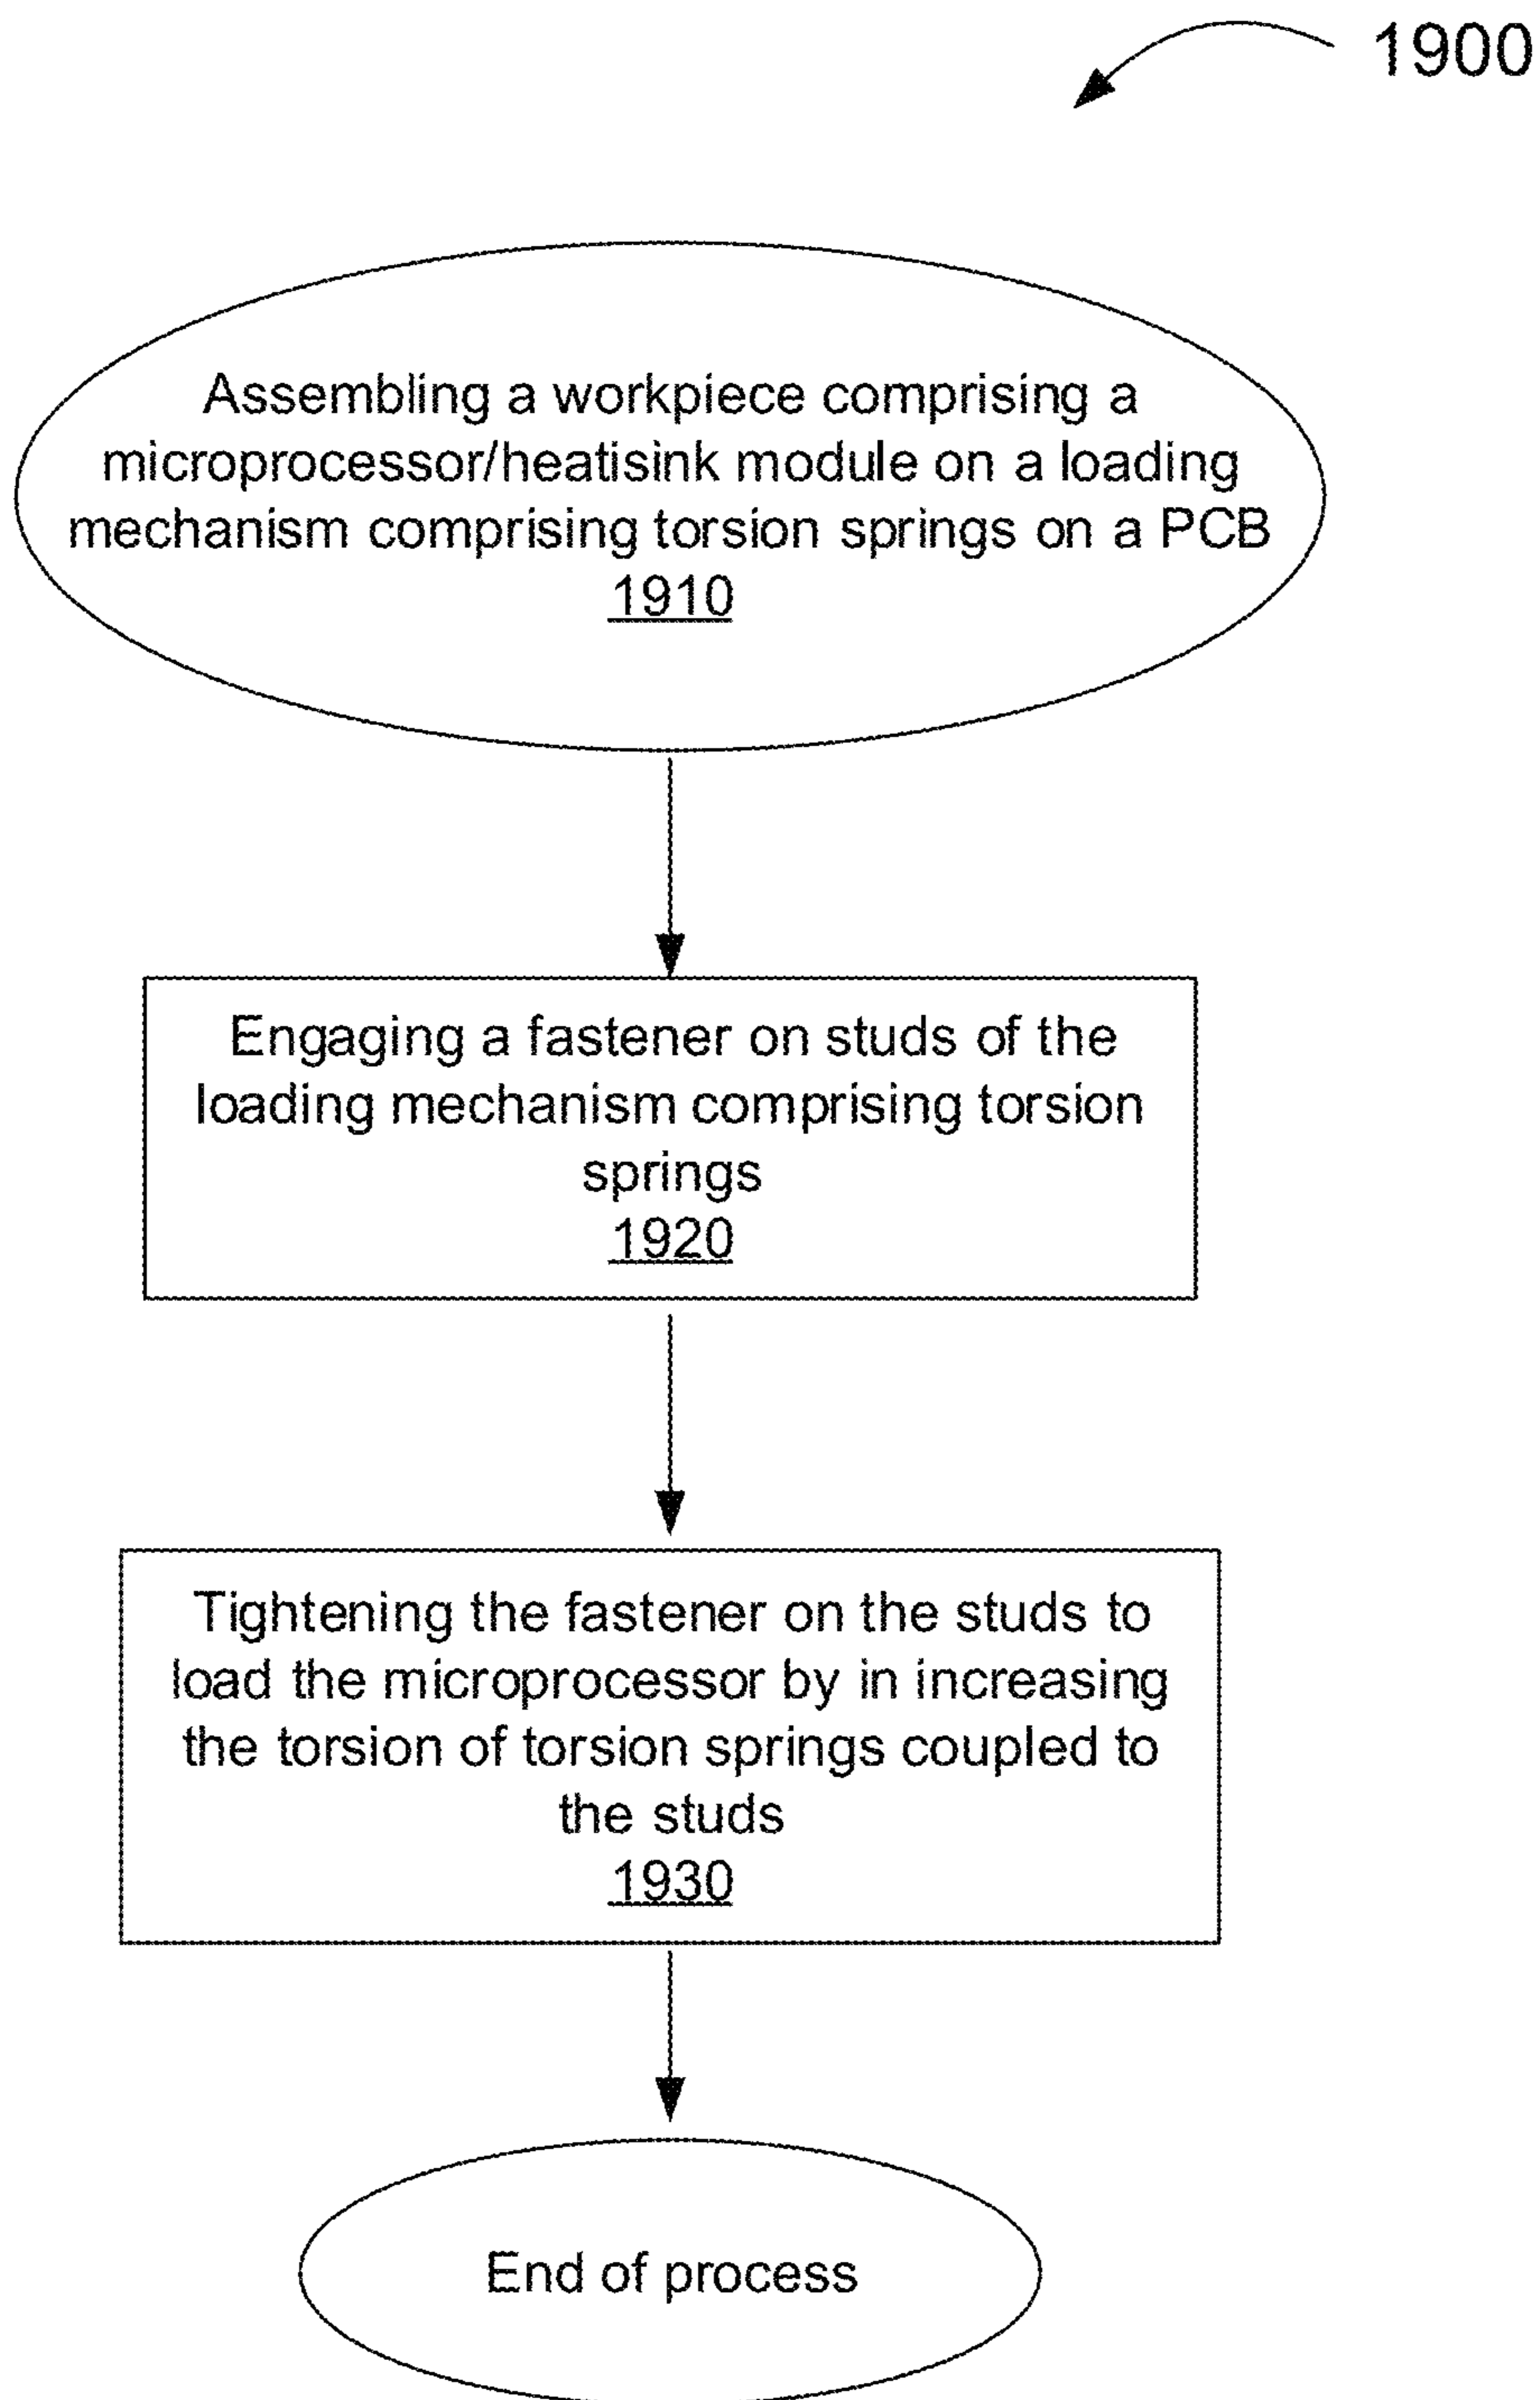 1900
Assembling a workpiece comprising a
microprocessor/heatisink module on a loading
mechanism comprising torsion springs on a PCB
1910
Engaging a fastener on studs of the
loading mechanism comprising torsion
springs
1920
Tightening the fastener on the studs to
load the microprocessor by in increasing
the torsion of torsion springs coupled to
the studs
1930
End of process